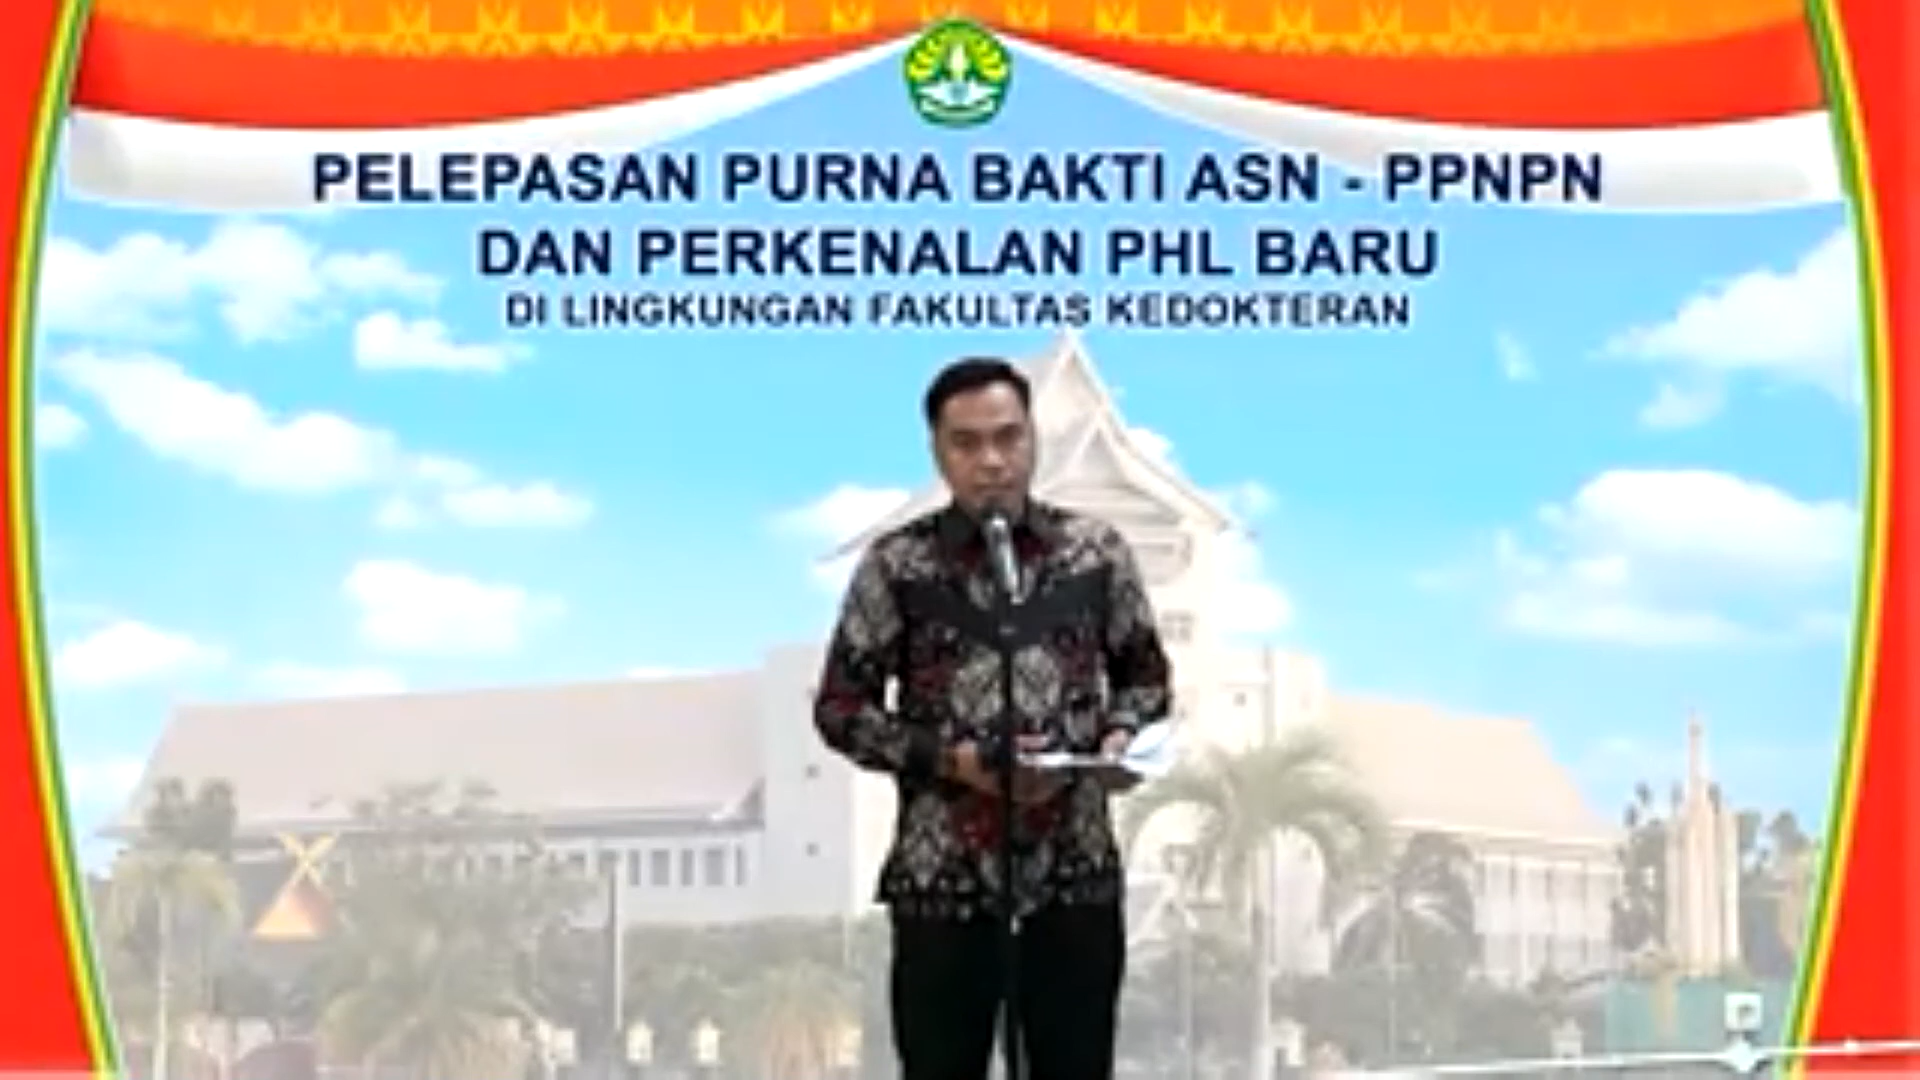 PELEPASAN PURNA BAKTI ASN - PPNPN
DAN PERKENALAN PHL BARU
DI LINGKUNGAN FAKULTAS KEDOKTERAN